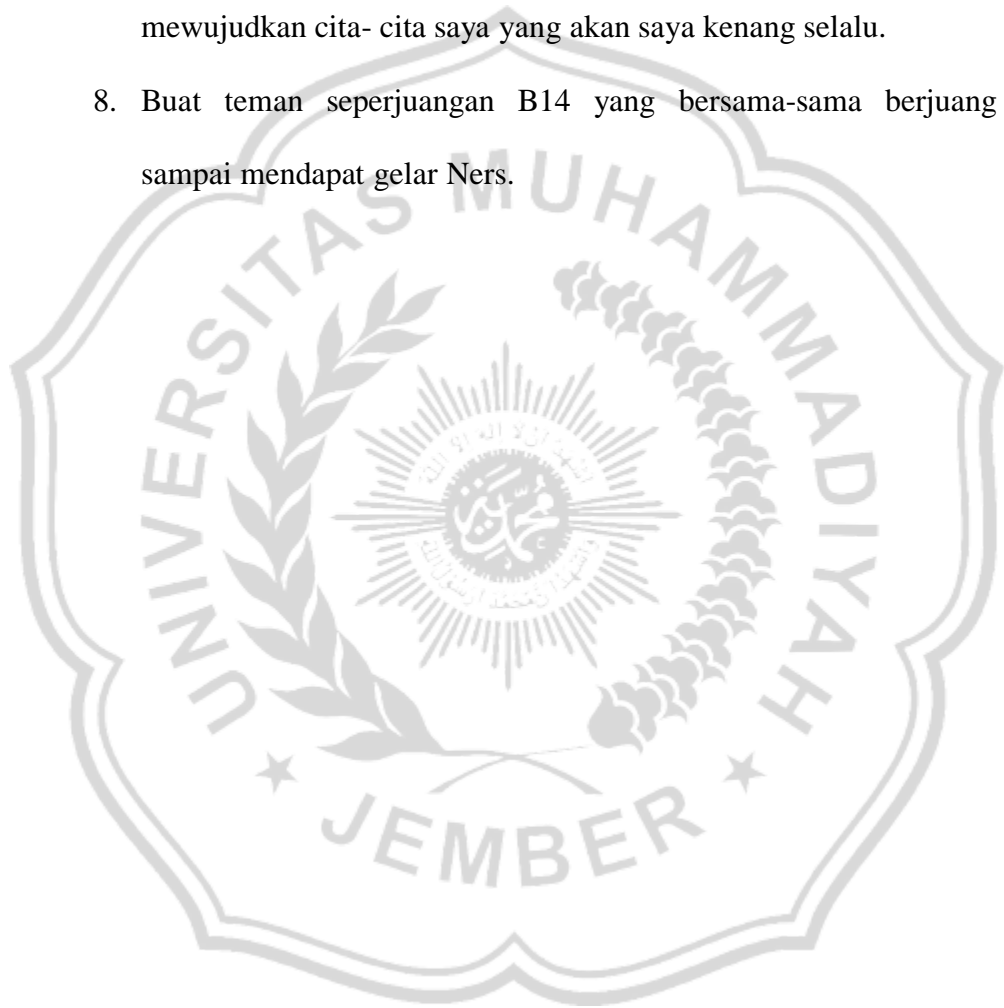 mewujudkan cita- cita saya yang akan saya kenang selalu.
8. Buat teman seperjuangan B14 yang bersama-sama berjuang
sampai mendapat gelar Ners.
UNIVERSITAS MUHAMMADIYAH
JEMBER